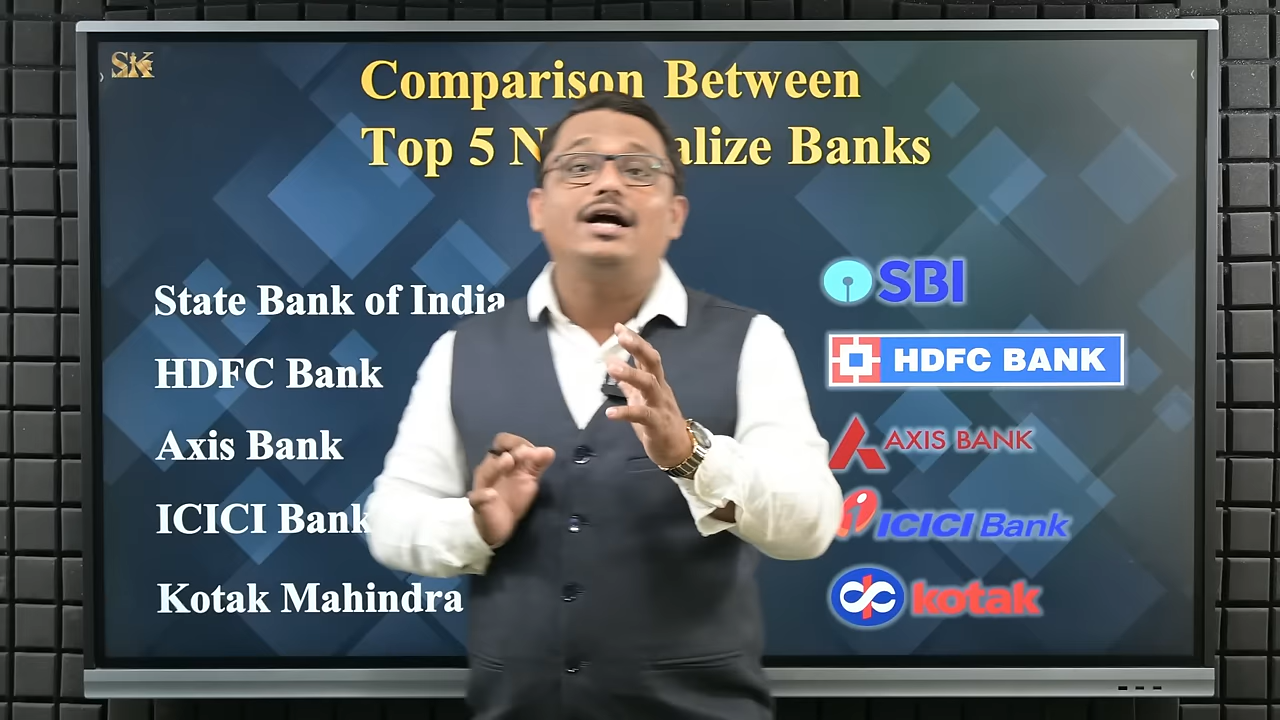 SK
Comparison Between
Top 5 N alize Banks
State Bank of India
SBI
HDFC Bank
HDFC BANK
Axis Bank
AXIS BANK
ICICI Bank
ICICI Bank
Kotak Mahindra
kotak